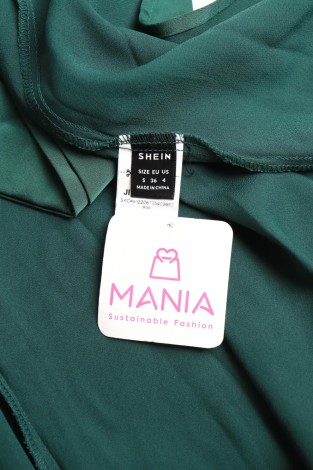 SHEIN
SIZE EU US
S 36 4
MADE IN CHINA
MANIA
Sustainable Fashion